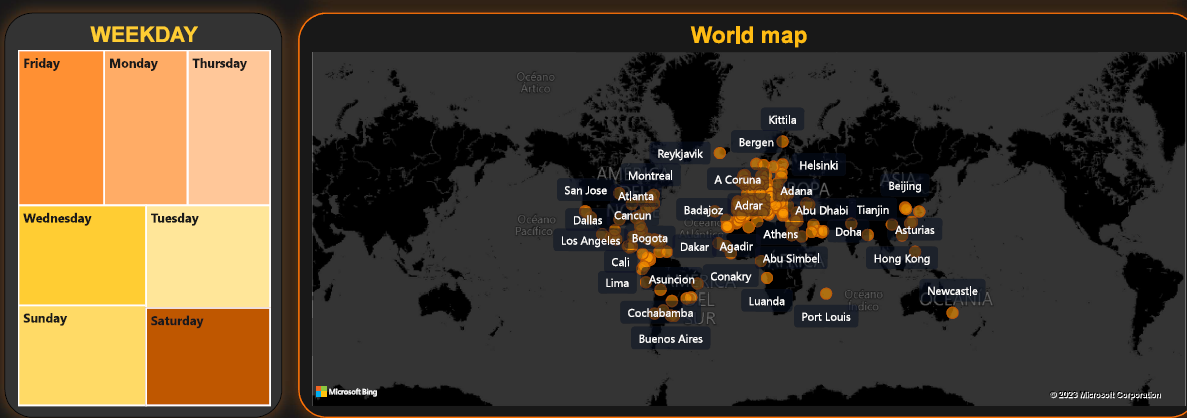 WEEKDAY
Friday
Monday
Thursday
Wednesday
Tuesday
Sunday
Saturday
World map
Océano
Ártico
Kittila
Bergen
Reykjavik
Helsinki
Montreal
A Coruna
San Jose
Atlanta
Adana
ASIA
Beijing
Dallas
Cancun
Badajoz
Adrar
Abu Dhabi
Tianjin
Océano
Pacífico
Los Angeles
Bogota
Dakar
Agadir
Athens
Doha
Asturias
Cali
Abu Simbel
Hong Kong
Lima
Asuncion
Conakry
Luanda
Port Louis
Newcastle
OCEANÍA
Cochabamba
Buenos Aires
Microsoft Bing
© 2023 Microsoft Corporation